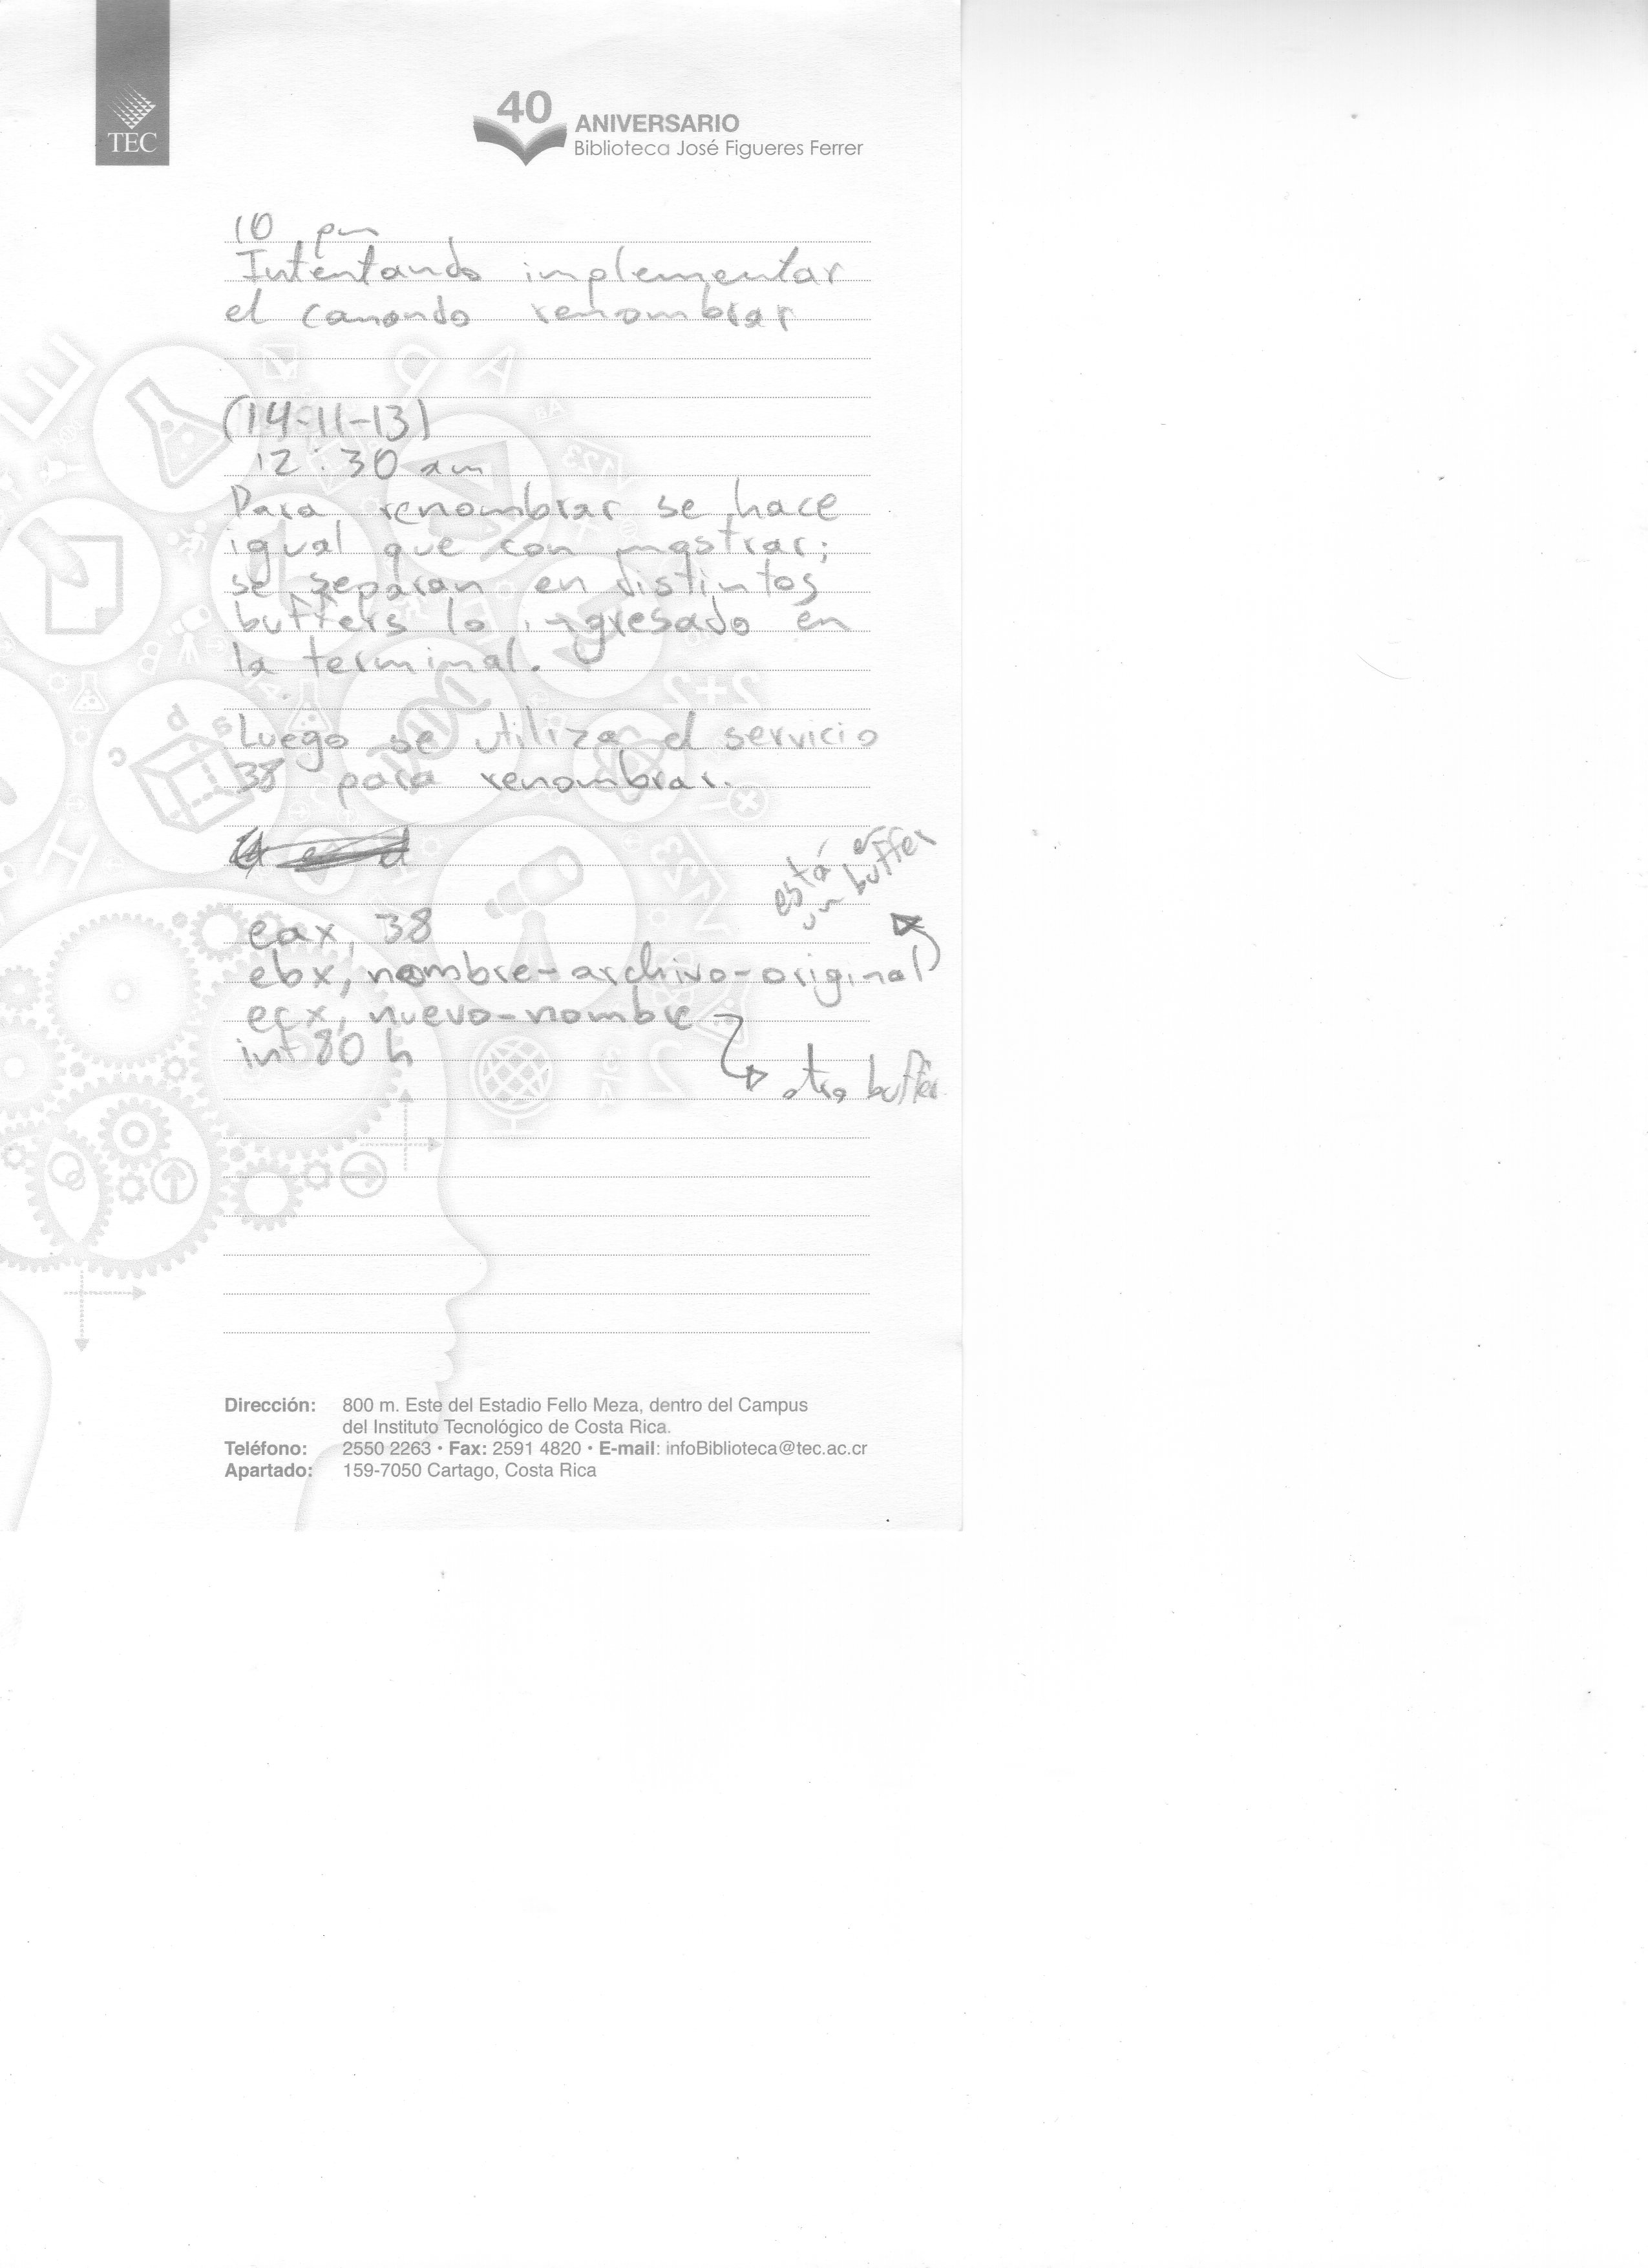 TEC
40
ANIVERSARIO
Biblioteca José Figueres Ferrer
10 pm
Intentando implementar
el canondo renombrar
(14-11-13)
12:30 am
Para renombrar se hace
igual que con mostrar;
se separan en distintos
buffers lo ingresado en
la terminal.
Luego se utiliza el servicio
38 para renombrar.
está en
un buffer
eax, 38
ebx, nombre-archivo-original
ecx, nuevo-nombre
int 80 h
otro buffer
Dirección: 800 m. Este del Estadio Fello Meza, dentro del Campus
del Instituto Tecnológico de Costa Rica.
Teléfono: 2550 2263 • Fax: 2591 4820 • E-mail: infoBiblioteca@tec.ac.cr
Apartado: 159-7050 Cartago, Costa Rica